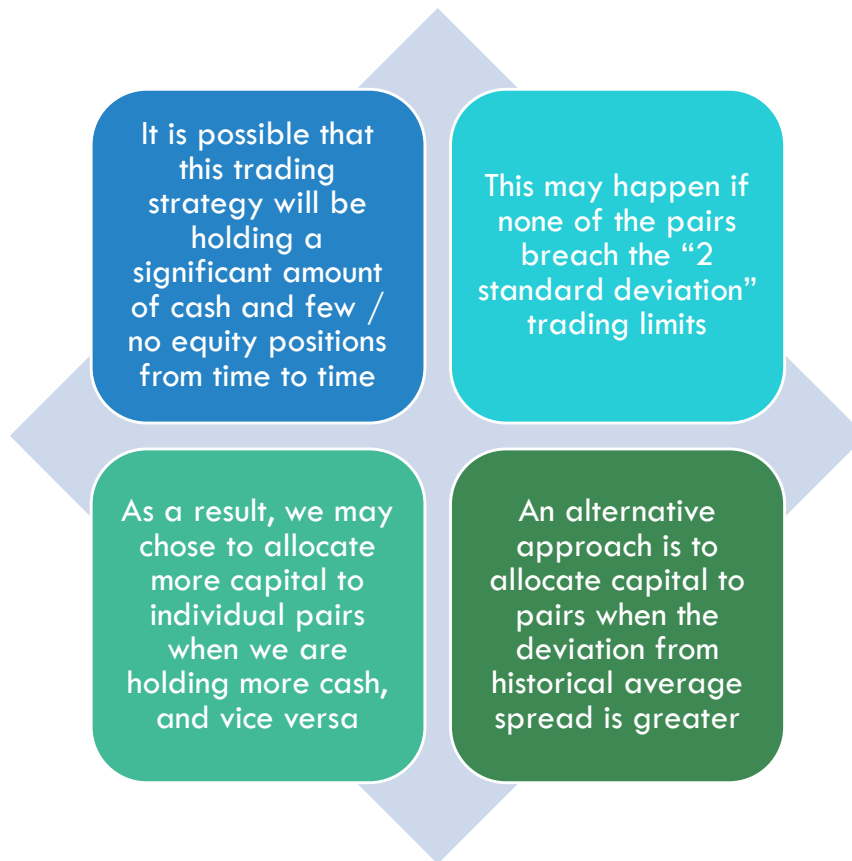 It is possible that
this trading
strategy will be
holding a
significant amount
of cash and few /
no equity positions
from time to time
This may happen if
none of the pairs
breach the “2
standard deviation”
trading limits
As a result, we may
chose to allocate
more capital to
individual pairs
when we are
holding more cash,
and vice versa
An alternative
approach is to
allocate capital to
pairs when the
deviation from
historical average
spread is greater